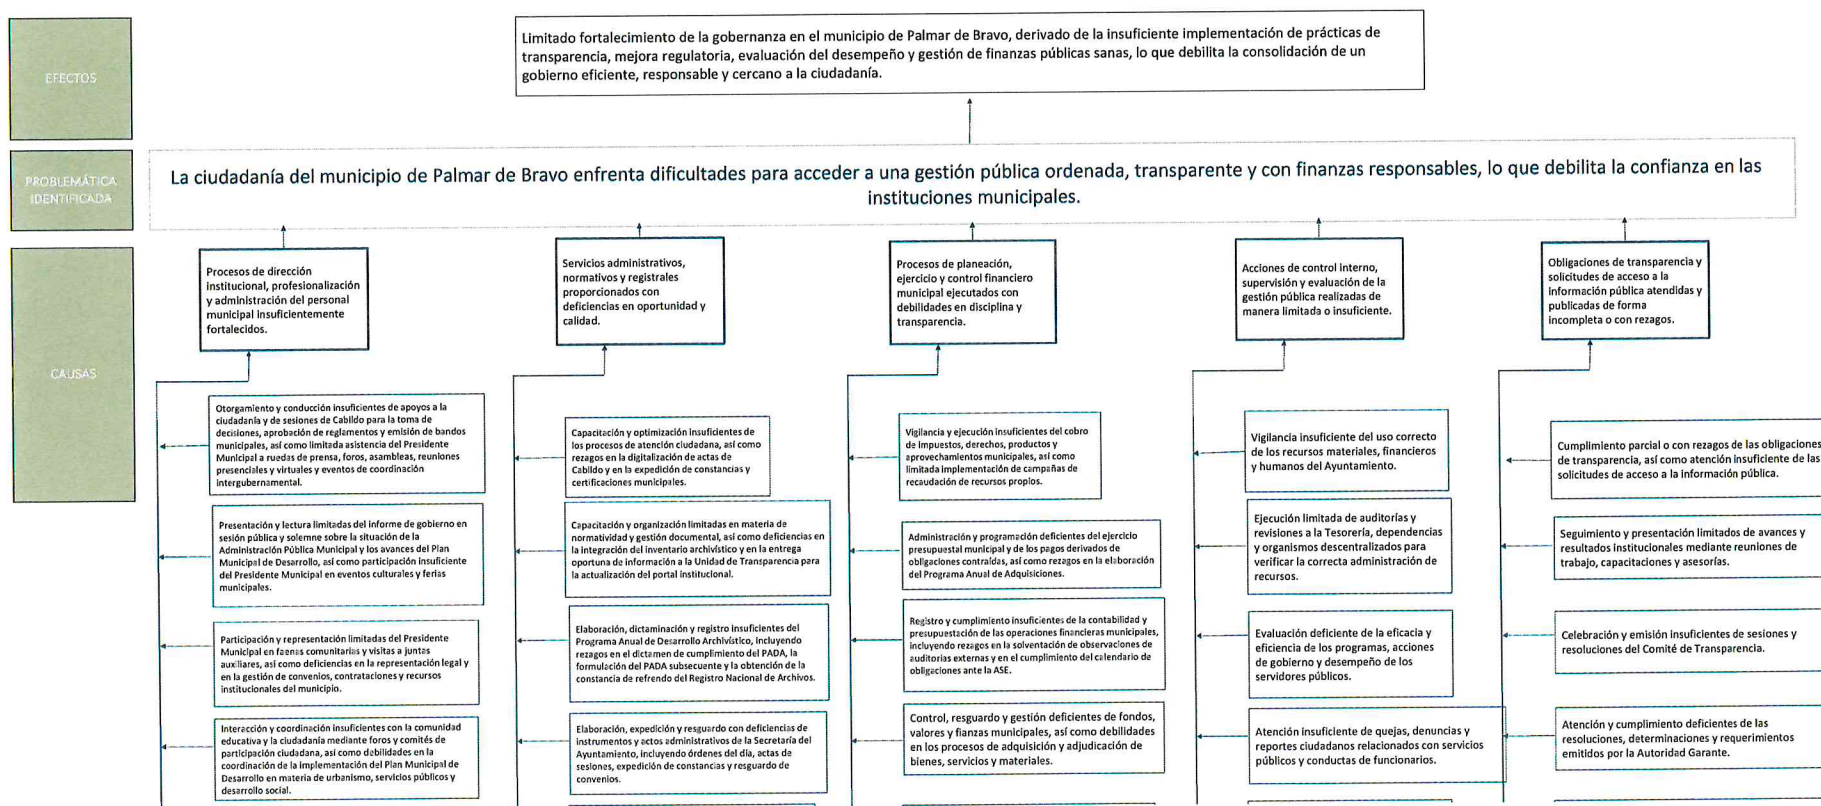 EFECTOS
Limitado fortalecimiento de la gobernanza en el municipio de Palmar de Bravo, derivado de la insuficiente implementación de prácticas de
transparencia, mejora regulatoria, evaluación del desempeño y gestión de finanzas públicas sanas, lo que debilita la consolidación de un
gobierno eficiente, responsable y cercano a la ciudadanía.
PROBLEMÁTICA
IDENTIFICADA
La ciudadanía del municipio de Palmar de Bravo enfrenta dificultades para acceder a una gestión pública ordenada, transparente y con finanzas responsables, lo que debilita la confianza en las
instituciones municipales.
CAUSAS
Procesos de dirección
institucional, profesionalización
y administración del personal
municipal insuficientemente
fortalecidos.
Otorgamiento y conducción insuficientes de apoyos a la
ciudadanía y de sesiones de Cabildo para la toma de
decisiones, aprobación de reglamentos y emisión de bandos
municipales, así como limitada asistencia del Presidente
Municipal a ruedas de prensa, foros, asambleas, reuniones
presenciales y virtuales y eventos de coordinación
intergubernamental.
Presentación y lectura limitadas del informe de gobierno en
sesión pública y solemne sobre la situación de la
Administración Pública Municipal y los avances del Plan
Municipal de Desarrollo, así como participación insuficiente
del Presidente Municipal en eventos culturales y ferias
municipales.
Participación y representación limitadas del Presidente
Municipal en faenas comunitarias y visitas a juntas
auxiliares, así como deficiencias en la representación legal y
en la gestión de convenios, contrataciones y recursos
institucionales del municipio.
Interacción y coordinación insuficientes con la comunidad
educativa y la ciudadanía mediante foros y comités de
participación ciudadana, así como debilidades en la
coordinación de la implementación del Plan Municipal de
Desarrollo en materia de urbanismo, servicios públicos y
desarrollo social.
Servicios administrativos,
normativos y registrales
proporcionados con
deficiencias en oportunidad y
calidad.
Capacitación y optimización insuficientes de
los procesos de atención ciudadana, así como
rezagos en la digitalización de actas de
Cabildo y en la expedición de constancias y
certificaciones municipales.
Capacitación y organización limitadas en materia de
normatividad y gestión documental, así como deficiencias en
la integración del inventario archivístico y en la entrega
oportuna de información a la Unidad de Transparencia para
la actualización del portal institucional.
Elaboración, dictaminación y registro insuficientes del
Programa Anual de Desarrollo Archivístico, incluyendo
rezagos en el dictamen de cumplimiento del PADA, la
formulación del PADA subsecuente y la obtención de la
constancia de refrendo del Registro Nacional de Archivos.
Elaboración, expedición y resguardo con deficiencias de
instrumentos y actos administrativos de la Secretaría del
Ayuntamiento, incluyendo órdenes del día, actas de
sesiones, expedición de constancias y resguardo de
convenios.
Procesos de planeación,
ejercicio y control financiero
municipal ejecutados con
debilidades en disciplina y
transparencia.
Vigilancia y ejecución insuficientes del cobro
de impuestos, derechos, productos y
aprovechamientos municipales, así como
limitada implementación de campañas de
recaudación de recursos propios.
Administración y programación deficientes del ejercicio
presupuestal municipal y de los pagos derivados de
obligaciones contraídas, así como rezagos en la elaboración
del Programa Anual de Adquisiciones.
Registro y cumplimiento insuficientes de la contabilidad y
presupuestación de las operaciones financieras municipales,
incluyendo rezagos en la solventación de observaciones de
auditorías externas y en el cumplimiento del calendario de
obligaciones ante la ASE.
Control, resguardo y gestión deficientes de fondos,
valores y fianzas municipales, así como debilidades
en los procesos de adquisición y adjudicación de
bienes, servicios y materiales.
Acciones de control interno,
supervisión y evaluación de la
gestión pública realizadas de
manera limitada o insuficiente.
Vigilancia insuficiente del uso correcto
de los recursos materiales, financieros
y humanos del Ayuntamiento.
Ejecución limitada de auditorías y
revisiones a la Tesorería, dependencias
y organismos descentralizados para
verificar la correcta administración de
recursos.
Evaluación deficiente de la eficacia y
eficiencia de los programas, acciones
de gobierno y desempeño de los
servidores públicos.
Atención insuficiente de quejas, denuncias y
reportes ciudadanos relacionados con servicios
públicos y conductas de funcionarios.
Obligaciones de transparencia y
solicitudes de acceso a la
información pública atendidas y
publicadas de forma
incompleta o con rezagos.
Cumplimiento parcial o con rezagos de las obligaciones
de transparencia, así como atención insuficiente de las
solicitudes de acceso a la información pública.
Seguimiento y presentación limitados de avances y
resultados institucionales mediante reuniones de
trabajo, capacitaciones y asesorías.
Celebración y emisión insuficientes de sesiones y
resoluciones del Comité de Transparencia.
Atención y cumplimiento deficientes de las
resoluciones, determinaciones y requerimientos
emitidos por la Autoridad Garante.